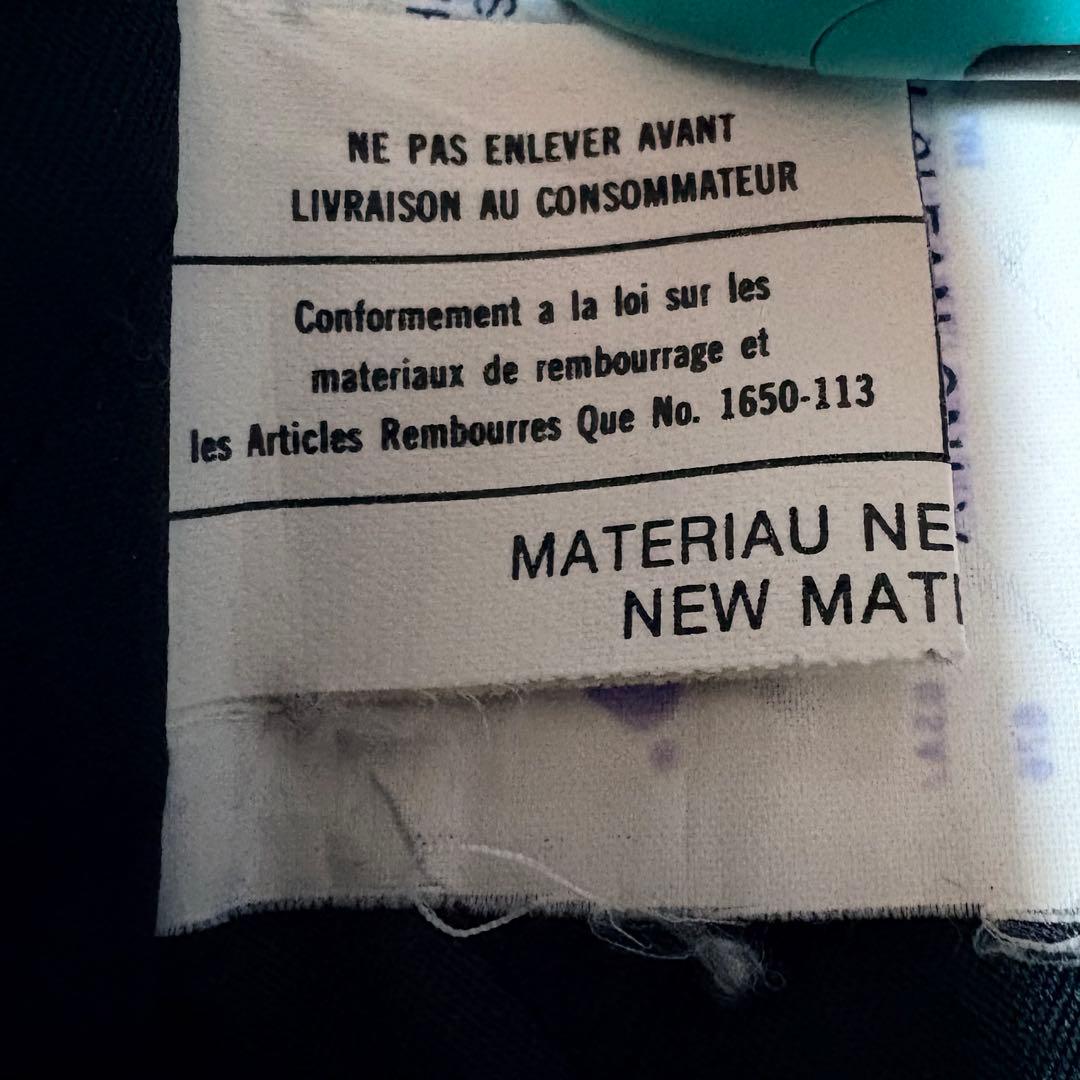 NE PAS ENLEVER AVANT
LIVRAISON AU CONSOMMATEUR
Conformement a la loi sur les
materiaux de rembourrage et
les Articles Rembourres Que No. 1650-113
MATERIAU NE
NEW MAT